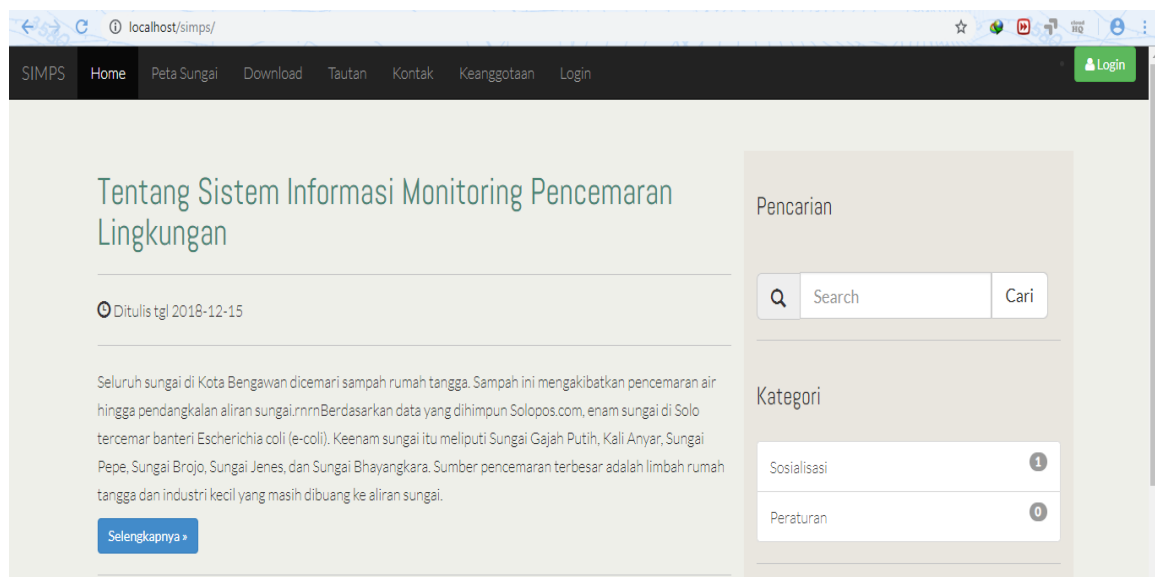 localhost/simps/
cloud HQ
SIMPS Home Peta Sungai Download Tautan Kontak Keanggotaan Login
Login
Tentang Sistem Informasi Monitoring Pencemaran
Lingkungan
Ditulis tgl 2018-12-15
Seluruh sungai di Kota Bengawan dicemari sampah rumah tangga. Sampah ini mengakibatkan pencemaran air
hingga pendangkalan aliran sungai.rnrnBerdasarkan data yang dihimpun Solopos.com, enam sungai di Solo
tercemar banteri Escherichia coli (e-coli). Keenam sungai itu meliputi Sungai Gajah Putih, Kali Anyar, Sungai
Pepe, Sungai Brojo, Sungai Jenes, dan Sungai Bhayangkara. Sumber pencemaran terbesar adalah limbah rumah
tangga dan industri kecil yang masih dibuang ke aliran sungai.
Selengkapnya »
Pencarian
Search Cari
Kategori
Sosialisasi 1
Peraturan 0